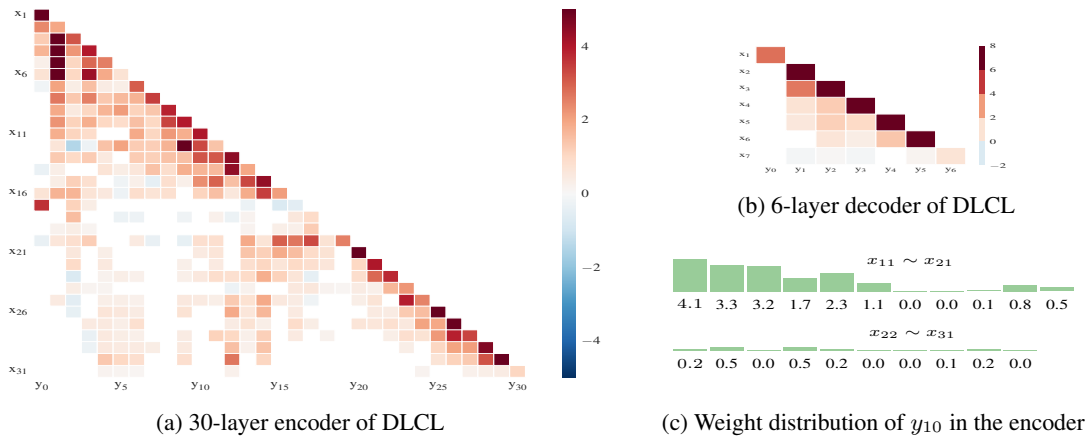 x1
x6
x11
x16
x21
x26
x31
y0 y5 y10 y15 y20 y25 y30
4
2
0
−2
−4
(a) 30-layer encoder of DLCL
x1
x2
x3
x4
x5
x6
x7
y0 y1 y2 y3 y4 y5 y6
8
6
4
2
0
−2
(b) 6-layer decoder of DLCL
x11 ∼ x21
4.1 3.3 3.2 1.7 2.3 1.1 0.0 0.0 0.1 0.8 0.5
x22 ∼ x31
0.2 0.5 0.0 0.5 0.2 0.0 0.0 0.1 0.2 0.0
(c) Weight distribution of y10 in the encoder